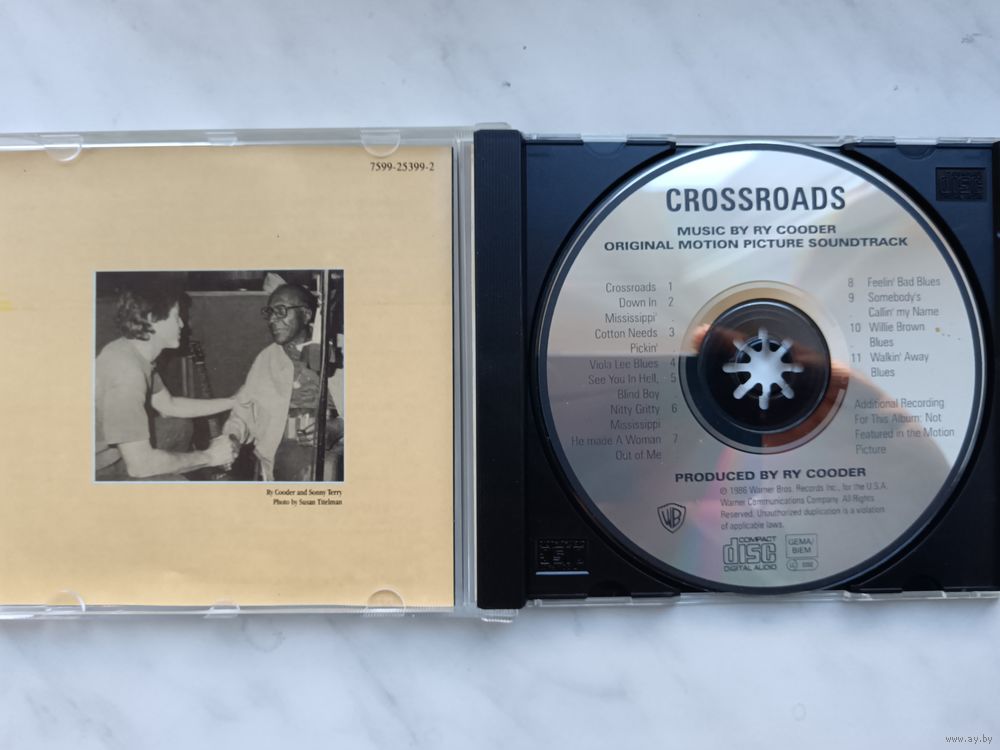 7599-25399-2
Ry Cooder and Sonny Terry
Photo by Susan Titelman
CROSSROADS
MUSIC BY RY COODER
ORIGINAL MOTION PICTURE SOUNDTRACK
Crossroads 1
Down In 2
Mississippi
Cotton Needs 3
Pickin'
Viola Lee Blues 4
See You In Hell, 5
Blind Boy
Nitty Gritty 6
Mississippi
He made A Woman 7
Out of Me
8 Feelin' Bad Blues
9 Somebody's
Callin' my Name
10 Willie Brown
Blues
11 Walkin' Away
Blues
Additional Recording
For This Album: Not
Featured in the Motion
Picture
PRODUCED BY RY COODER
© 1986 Warner Bros. Records Inc., for the U.S.A.
Warner Communications Company. All Rights
Reserved. Unauthorized duplication is a violation
of applicable laws.
WB
COMPACT
disc
DIGITAL AUDIO
GEMA/
BIEM
LC
disc
www.ay.by